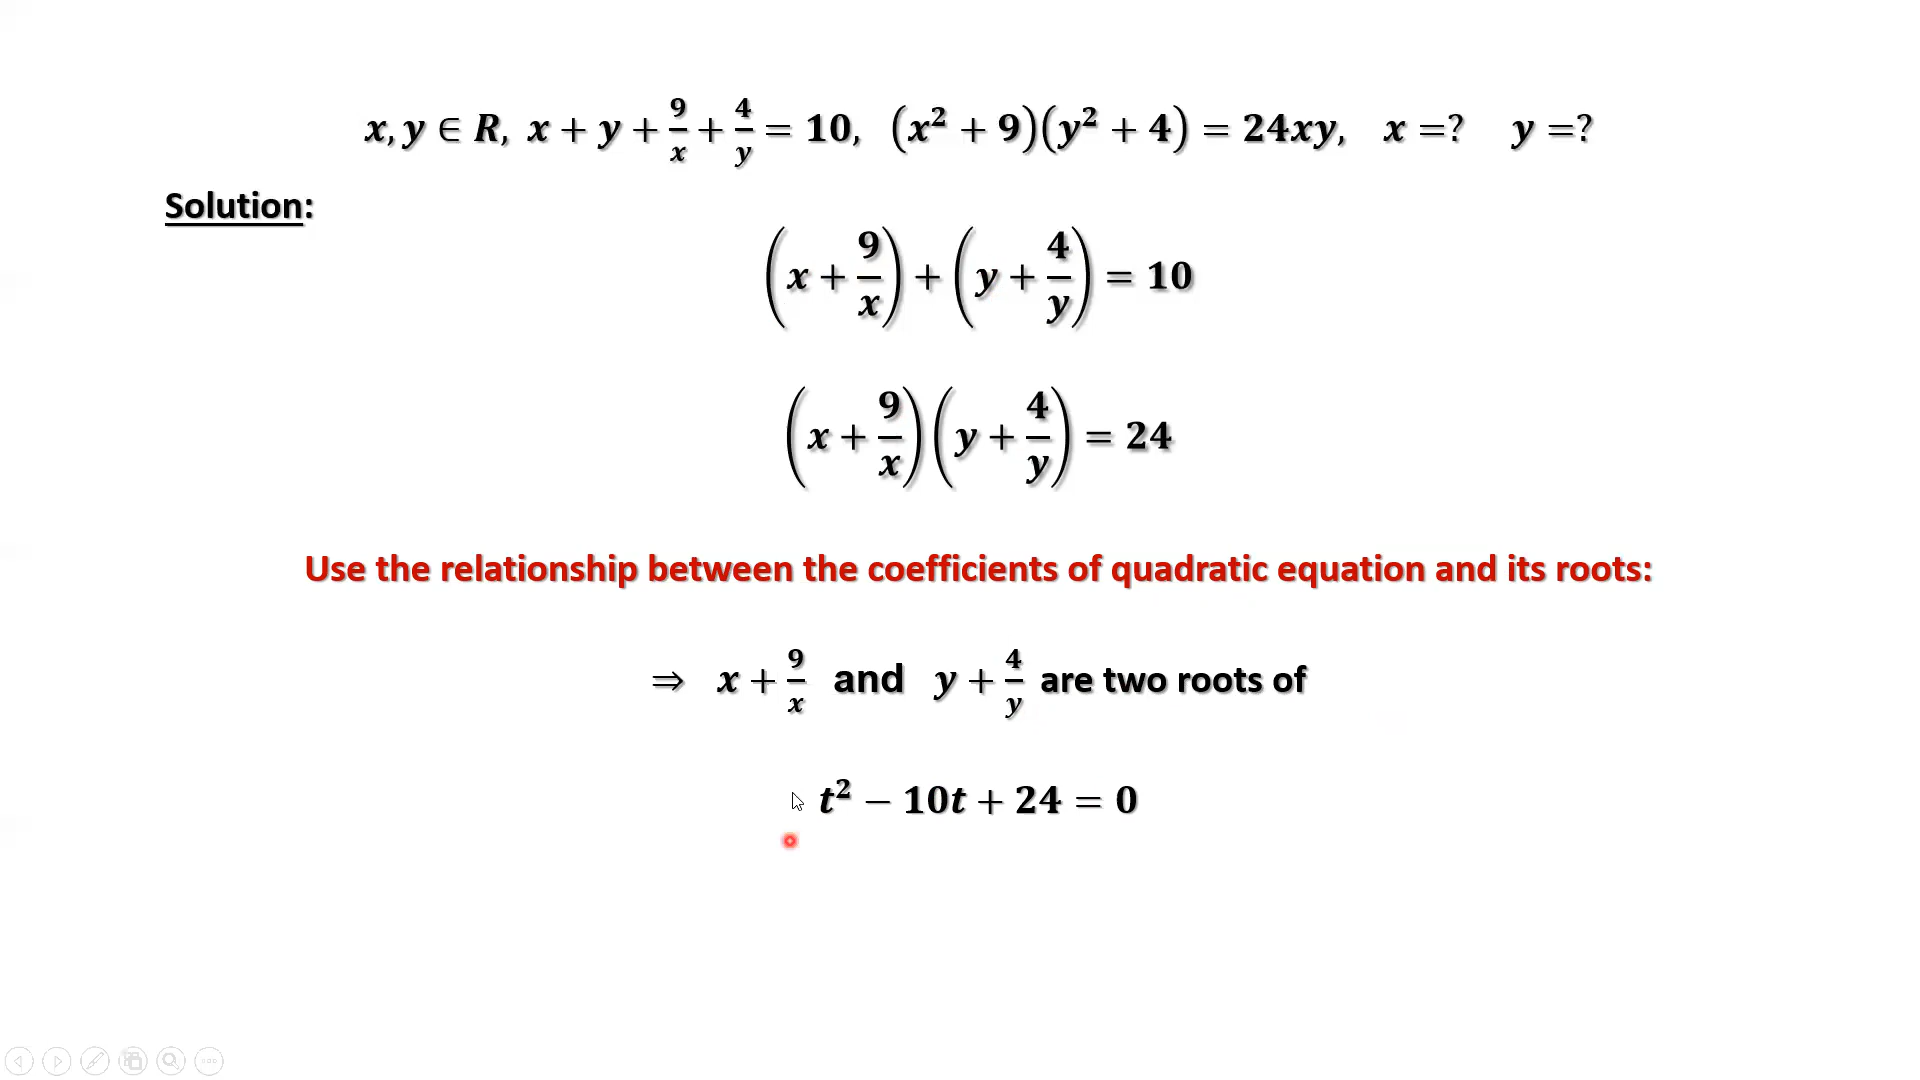 x, y ∈ R, x + y + 9/x + 4/y = 10, (x² + 9)(y² + 4) = 24xy, x =? y =?
Solution:
(x + 9/x) + (y + 4/y) = 10
(x + 9/x)(y + 4/y) = 24
Use the relationship between the coefficients of quadratic equation and its roots:
⇒ x + 9/x and y + 4/y are two roots of
t² − 10t + 24 = 0